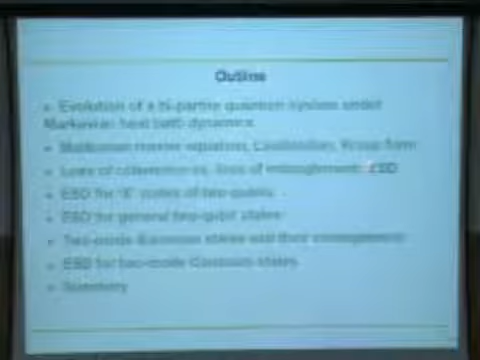 Outline
Evolution of a bi-partite quantum system under
Markovian heat bath dynamics
Markovian master equation, Liouvillian, Kraus form
Loss of coherence vs. loss of entanglement: ESD
ESD for 'X' states of two-qubits
ESD for general two-qubit states
Two-mode Gaussian states and their entanglement
ESD for two-mode Gaussian states
Summary